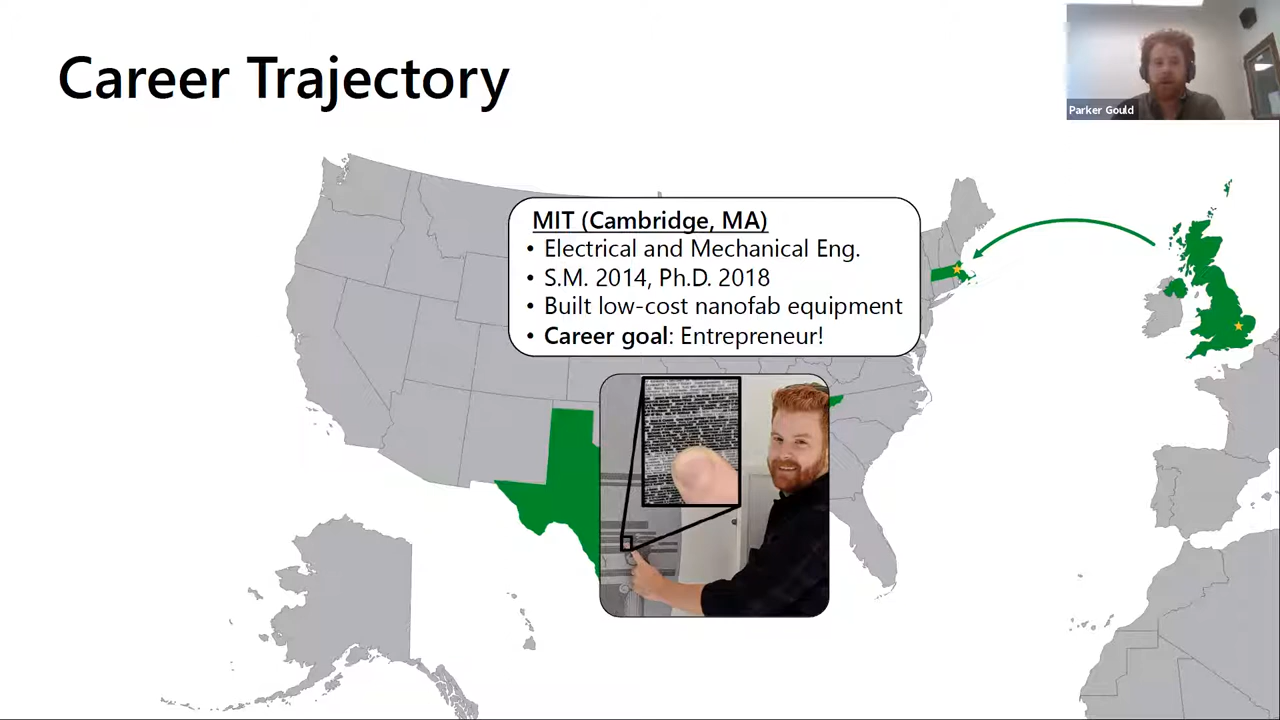 Career Trajectory
Parker Gould
MIT (Cambridge, MA)
• Electrical and Mechanical Eng.
• S.M. 2014, Ph.D. 2018
• Built low-cost nanofab equipment
• Career goal: Entrepreneur!